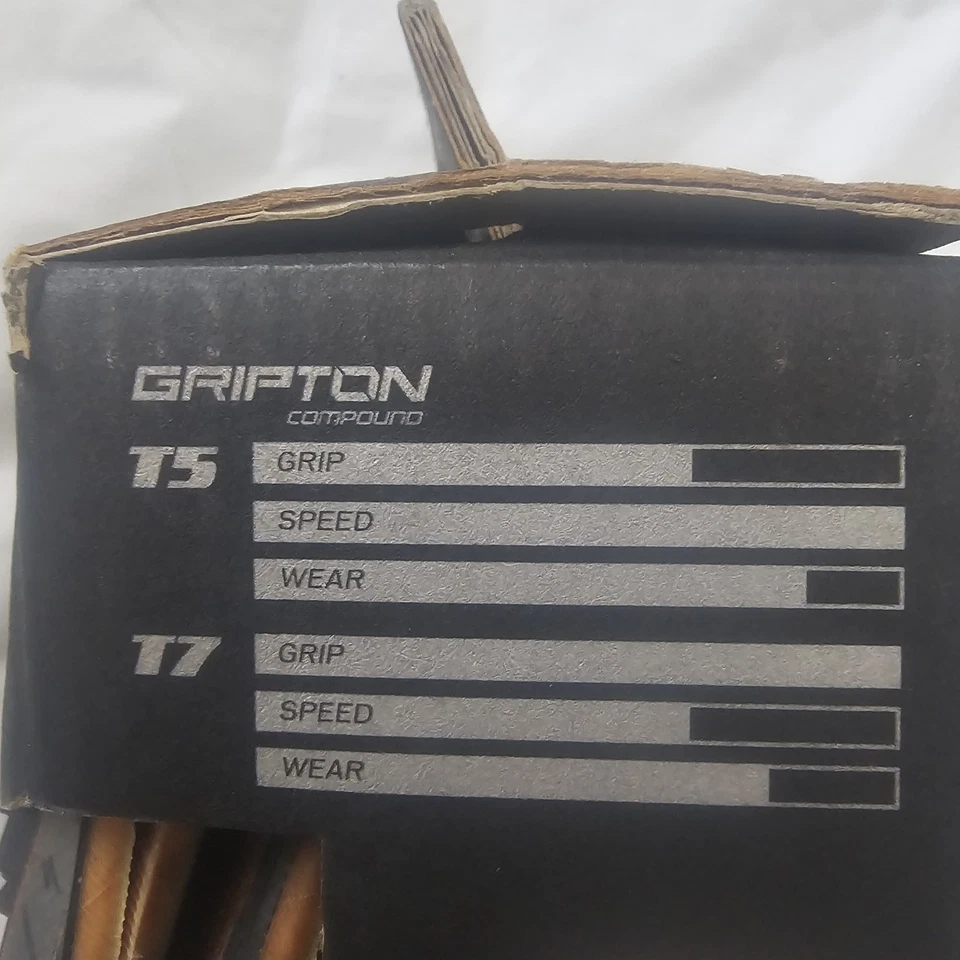 GRIPTON
COMPOUND
T5 GRIP
SPEED
WEAR
T7 GRIP
SPEED
WEAR